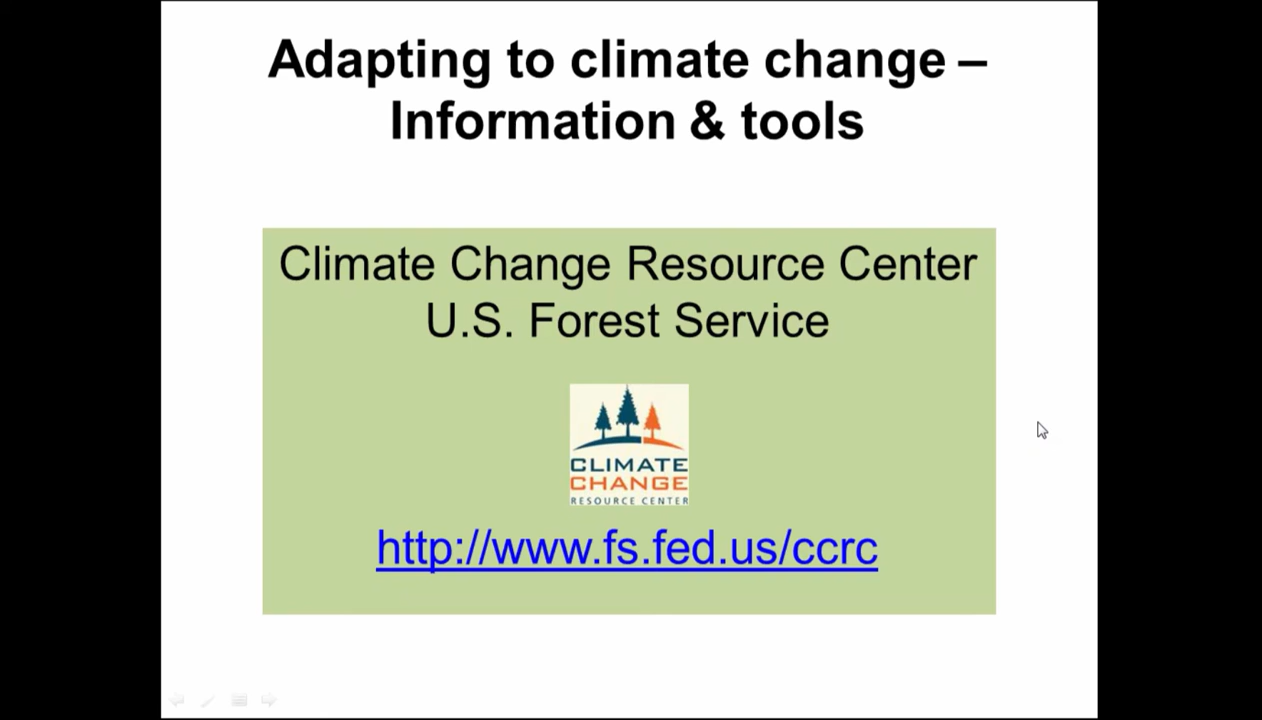 Adapting to climate change –
Information & tools
Climate Change Resource Center
U.S. Forest Service
CLIMATE
CHANGE
RESOURCE CENTER
http://www.fs.fed.us/ccrc